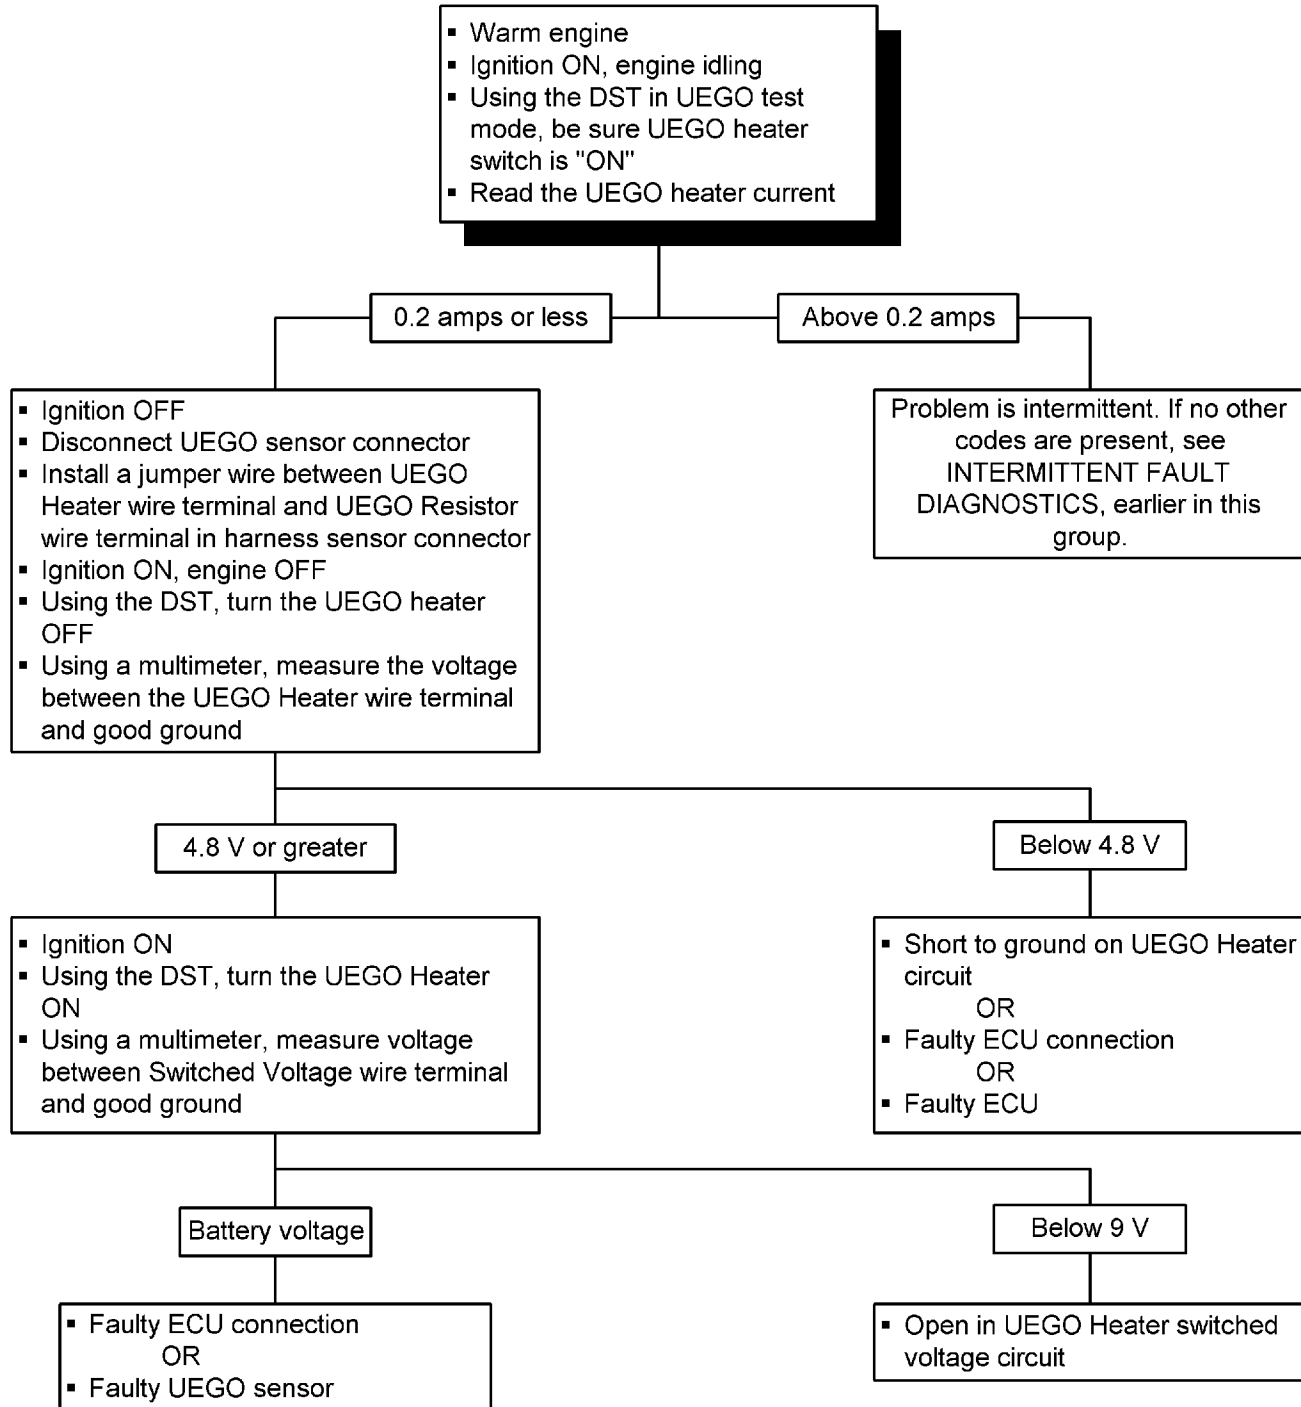 ▪ Warm engine
▪ Ignition ON, engine idling
▪ Using the DST in UEGO test
mode, be sure UEGO heater
switch is "ON"
▪ Read the UEGO heater current
0.2 amps or less
Above 0.2 amps
▪ Ignition OFF
▪ Disconnect UEGO sensor connector
▪ Install a jumper wire between UEGO
Heater wire terminal and UEGO Resistor
wire terminal in harness sensor connector
▪ Ignition ON, engine OFF
▪ Using the DST, turn the UEGO heater
OFF
▪ Using a multimeter, measure the voltage
between the UEGO Heater wire terminal
and good ground
Problem is intermittent. If no other
codes are present, see
INTERMITTENT FAULT
DIAGNOSTICS, earlier in this
group.
4.8 V or greater
Below 4.8 V
▪ Ignition ON
▪ Using the DST, turn the UEGO Heater
ON
▪ Using a multimeter, measure voltage
between Switched Voltage wire terminal
and good ground
▪ Short to ground on UEGO Heater
circuit
OR
▪ Faulty ECU connection
OR
▪ Faulty ECU
Battery voltage
Below 9 V
▪ Faulty ECU connection
OR
▪ Faulty UEGO sensor
▪ Open in UEGO Heater switched
voltage circuit